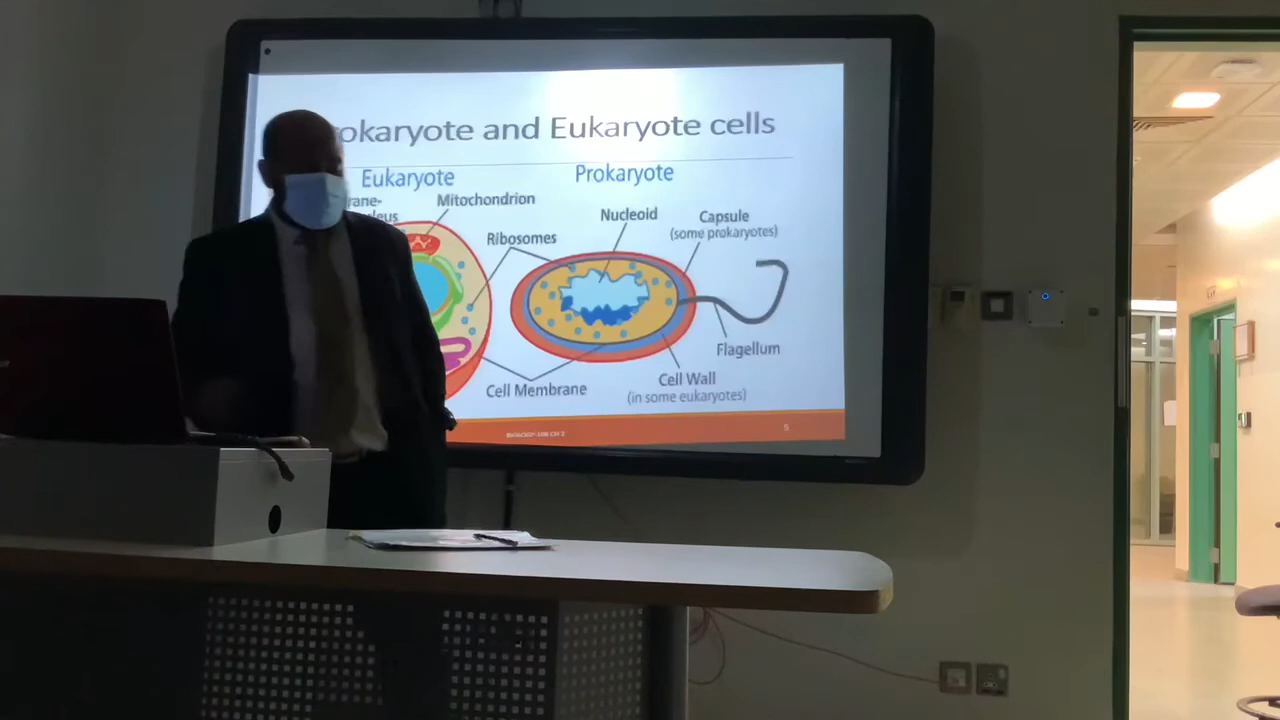 okaryote and Eukaryote cells
Eukaryote
Prokaryote
rane-
leus
Mitochondrion
Nucleoid
Capsule
(some prokaryotes)
Ribosomes
Flagellum
Cell Membrane
Cell Wall
(in some eukaryotes)
5